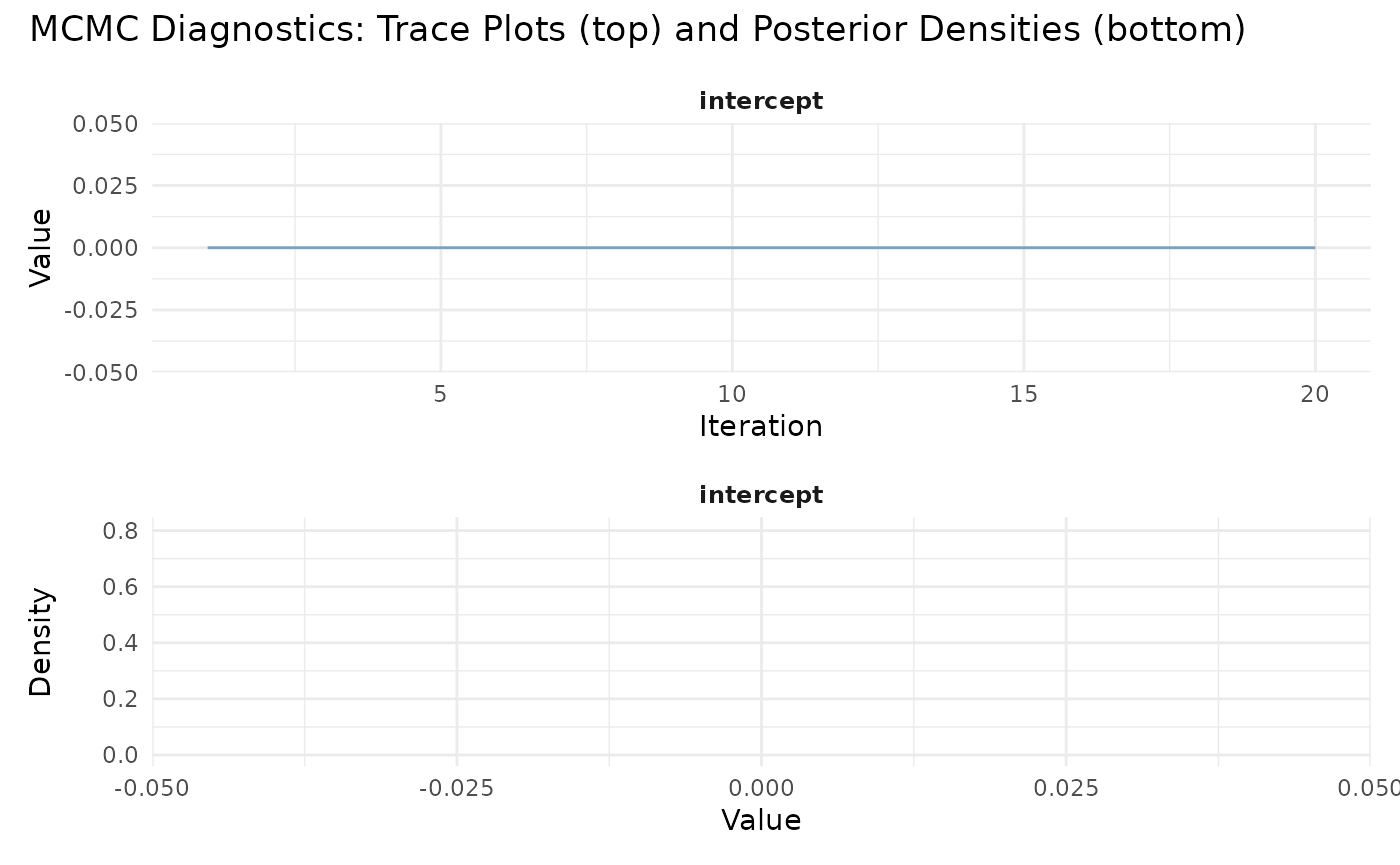 MCMC Diagnostics: Trace Plots (top) and Posterior Densities (bottom)
intercept
Value
0.050
0.025
0.000
-0.025
-0.050
5 10 15 20
Iteration
intercept
Density
0.8
0.6
0.4
0.2
0.0
-0.050 -0.025 0.000 0.025 0.050
Value